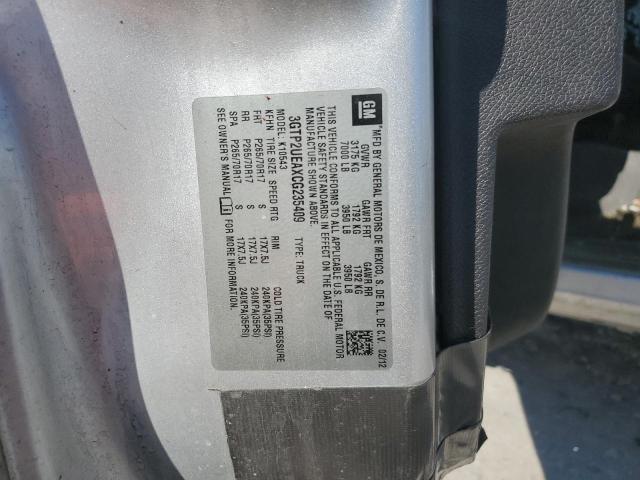 GM
MFD BY GENERAL MOTORS DE MEXICO, S. DE R.L. DE C.V. 02/12
GVWR GAWR FRT GAWR RR
3175 KG 1792 KG 1792 KG
7000 LB 3950 LB 3950 LB
THIS VEHICLE CONFORMS TO ALL APPLICABLE U.S. FEDERAL MOTOR
VEHICLE SAFETY STANDARDS IN EFFECT ON THE DATE OF
MANUFACTURE SHOWN ABOVE.
3GTP2UEAXCG235409 TYPE: TRUCK
MODEL: K10543
KFHN TIRE SIZE SPEED RTG RIM COLD TIRE PRESSURE
FRT P265/70R17 S 17X7.5J 240KPA(35PSI)
RR P265/70R17 S 17X7.5J 240KPA(35PSI)
SPA P265/70R17 S 17X7.5J 240KPA(35PSI)
SEE OWNER'S MANUAL FOR MORE INFORMATION.